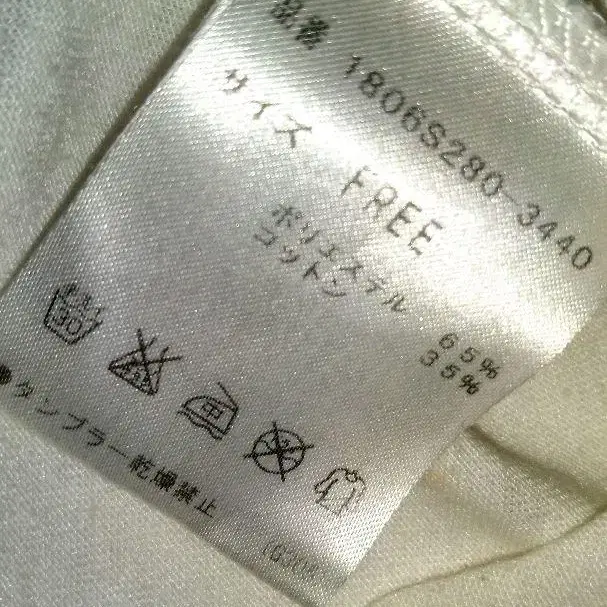 品番 1806S280-3440
サイズ FREE
ポリエステル 65%
コットン 35%
30
●タンブラー乾燥禁止